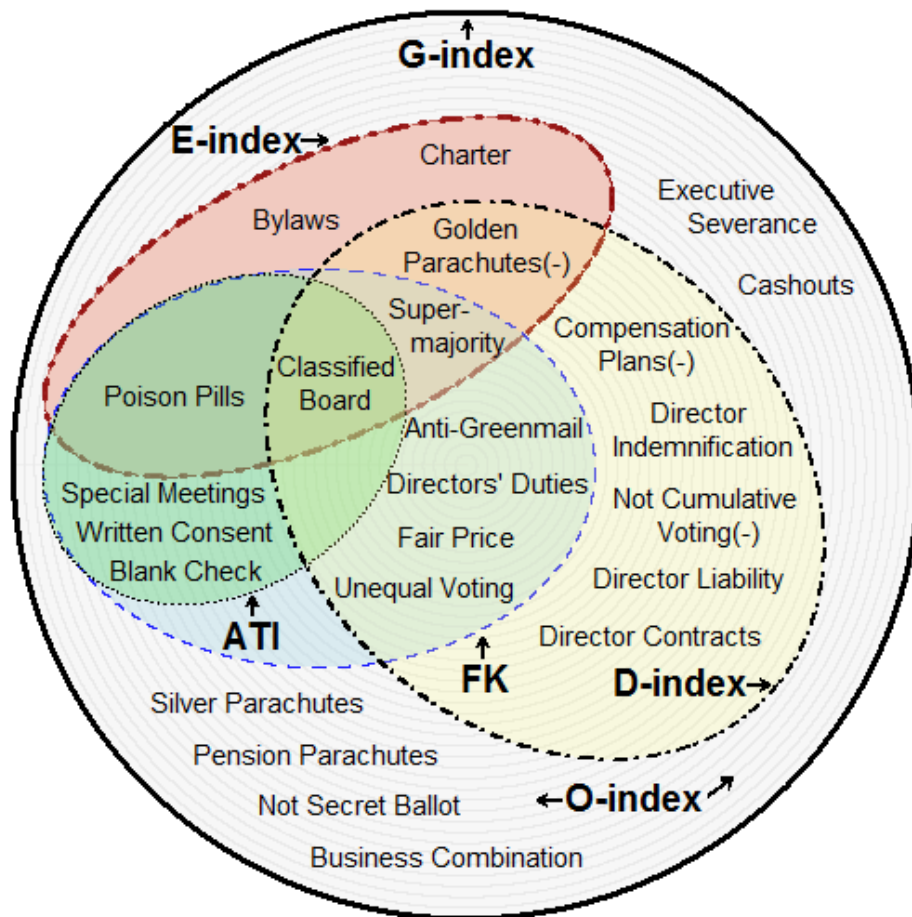 G-index
E-index
Charter
Executive
Severance
Bylaws
Golden
Parachutes(-)
Cashouts
Super-
majority
Compensation
Plans(-)
Classified
Board
Poison Pills
Anti-Greenmail
Director
Indemnification
Special Meetings
Directors' Duties
Not Cumulative
Voting(-)
Written Consent
Fair Price
Blank Check
Unequal Voting
Director Liability
ATI
Director Contracts
FK
D-index
Silver Parachutes
Pension Parachutes
Not Secret Ballot
O-index
Business Combination